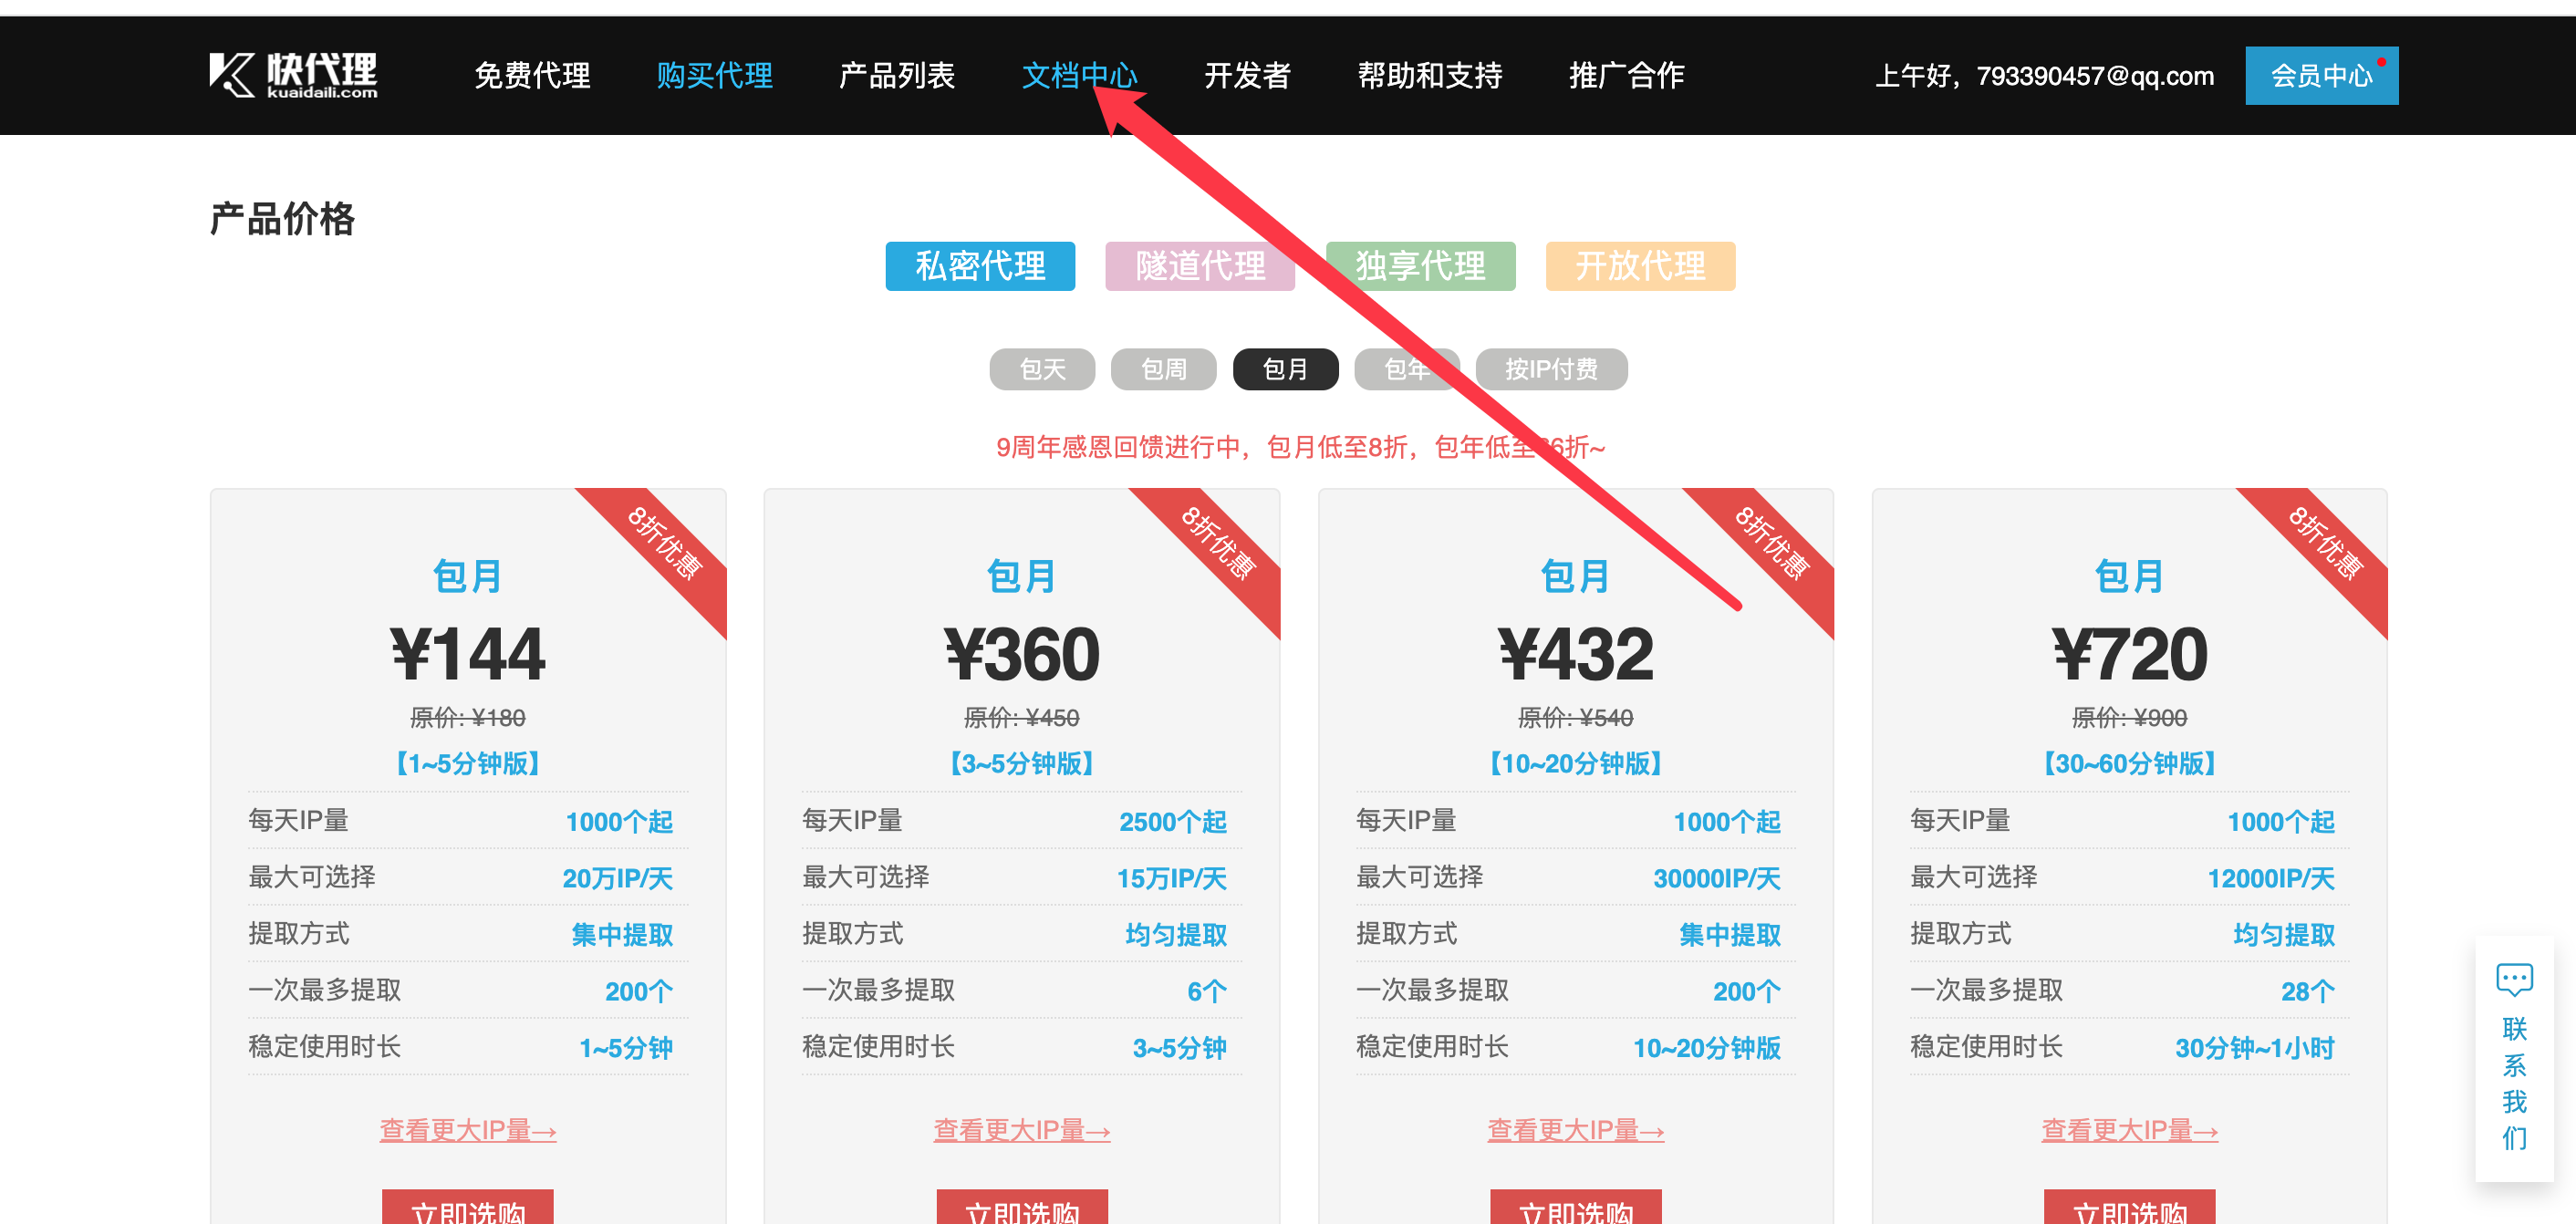 快代理
kuaidaili.com
免费代理 购买代理 产品列表 文档中心 开发者 帮助和支持 推广合作 上午好，793390457@qq.com 会员中心
产品价格
私密代理 隧道代理 独享代理 开放代理
包天 包周 包月 包年 按IP付费
9周年感恩回馈进行中，包月低至8折，包年低至66折~
8折优惠 8折优惠 8折优惠 8折优惠
包月 包月 包月 包月
¥144 ¥360 ¥432 ¥720
原价: ¥180 原价: ¥450 原价: ¥540 原价: ¥900
【1~5分钟版】 【3~5分钟版】 【10~20分钟版】 【30~60分钟版】
每天IP量 1000个起 每天IP量 2500个起 每天IP量 1000个起 每天IP量 1000个起
最大可选择 20万IP/天 最大可选择 15万IP/天 最大可选择 30000IP/天 最大可选择 12000IP/天
提取方式 集中提取 提取方式 均匀提取 提取方式 集中提取 提取方式 均匀提取
一次最多提取 200个 一次最多提取 6个 一次最多提取 200个 一次最多提取 28个
稳定使用时长 1~5分钟 稳定使用时长 3~5分钟 稳定使用时长 10~20分钟版 稳定使用时长 30分钟~1小时
查看更大IP量→ 查看更大IP量→ 查看更大IP量→ 查看更大IP量→
立即选购 立即选购 立即选购 立即选购
联系我们